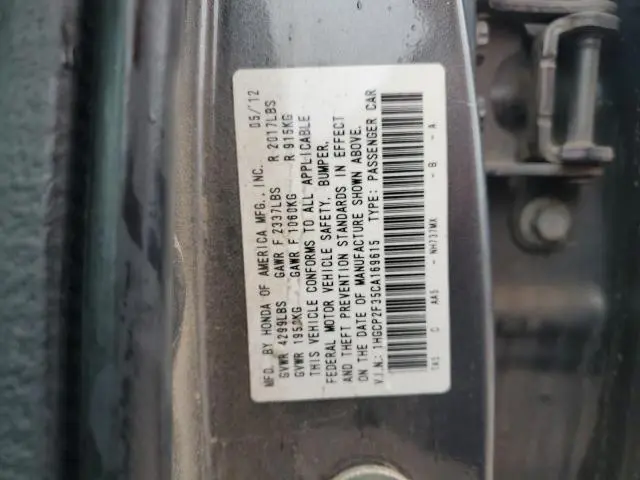 MFD. BY HONDA OF AMERICA MFG., INC. 05/12
GVWR 4299LBS GAWR F 2337LBS R 2017LBS
GVWR 1950KG GAWR F 1060KG R 915KG
THIS VEHICLE CONFORMS TO ALL APPLICABLE
FEDERAL MOTOR VEHICLE SAFETY, BUMPER,
AND THEFT PREVENTION STANDARDS IN EFFECT
ON THE DATE OF MANUFACTURE SHOWN ABOVE.
V.I.N.: 1HGCP2F35CA169615 TYPE: PASSENGER CAR
C AA5 - NH737MX - B - A